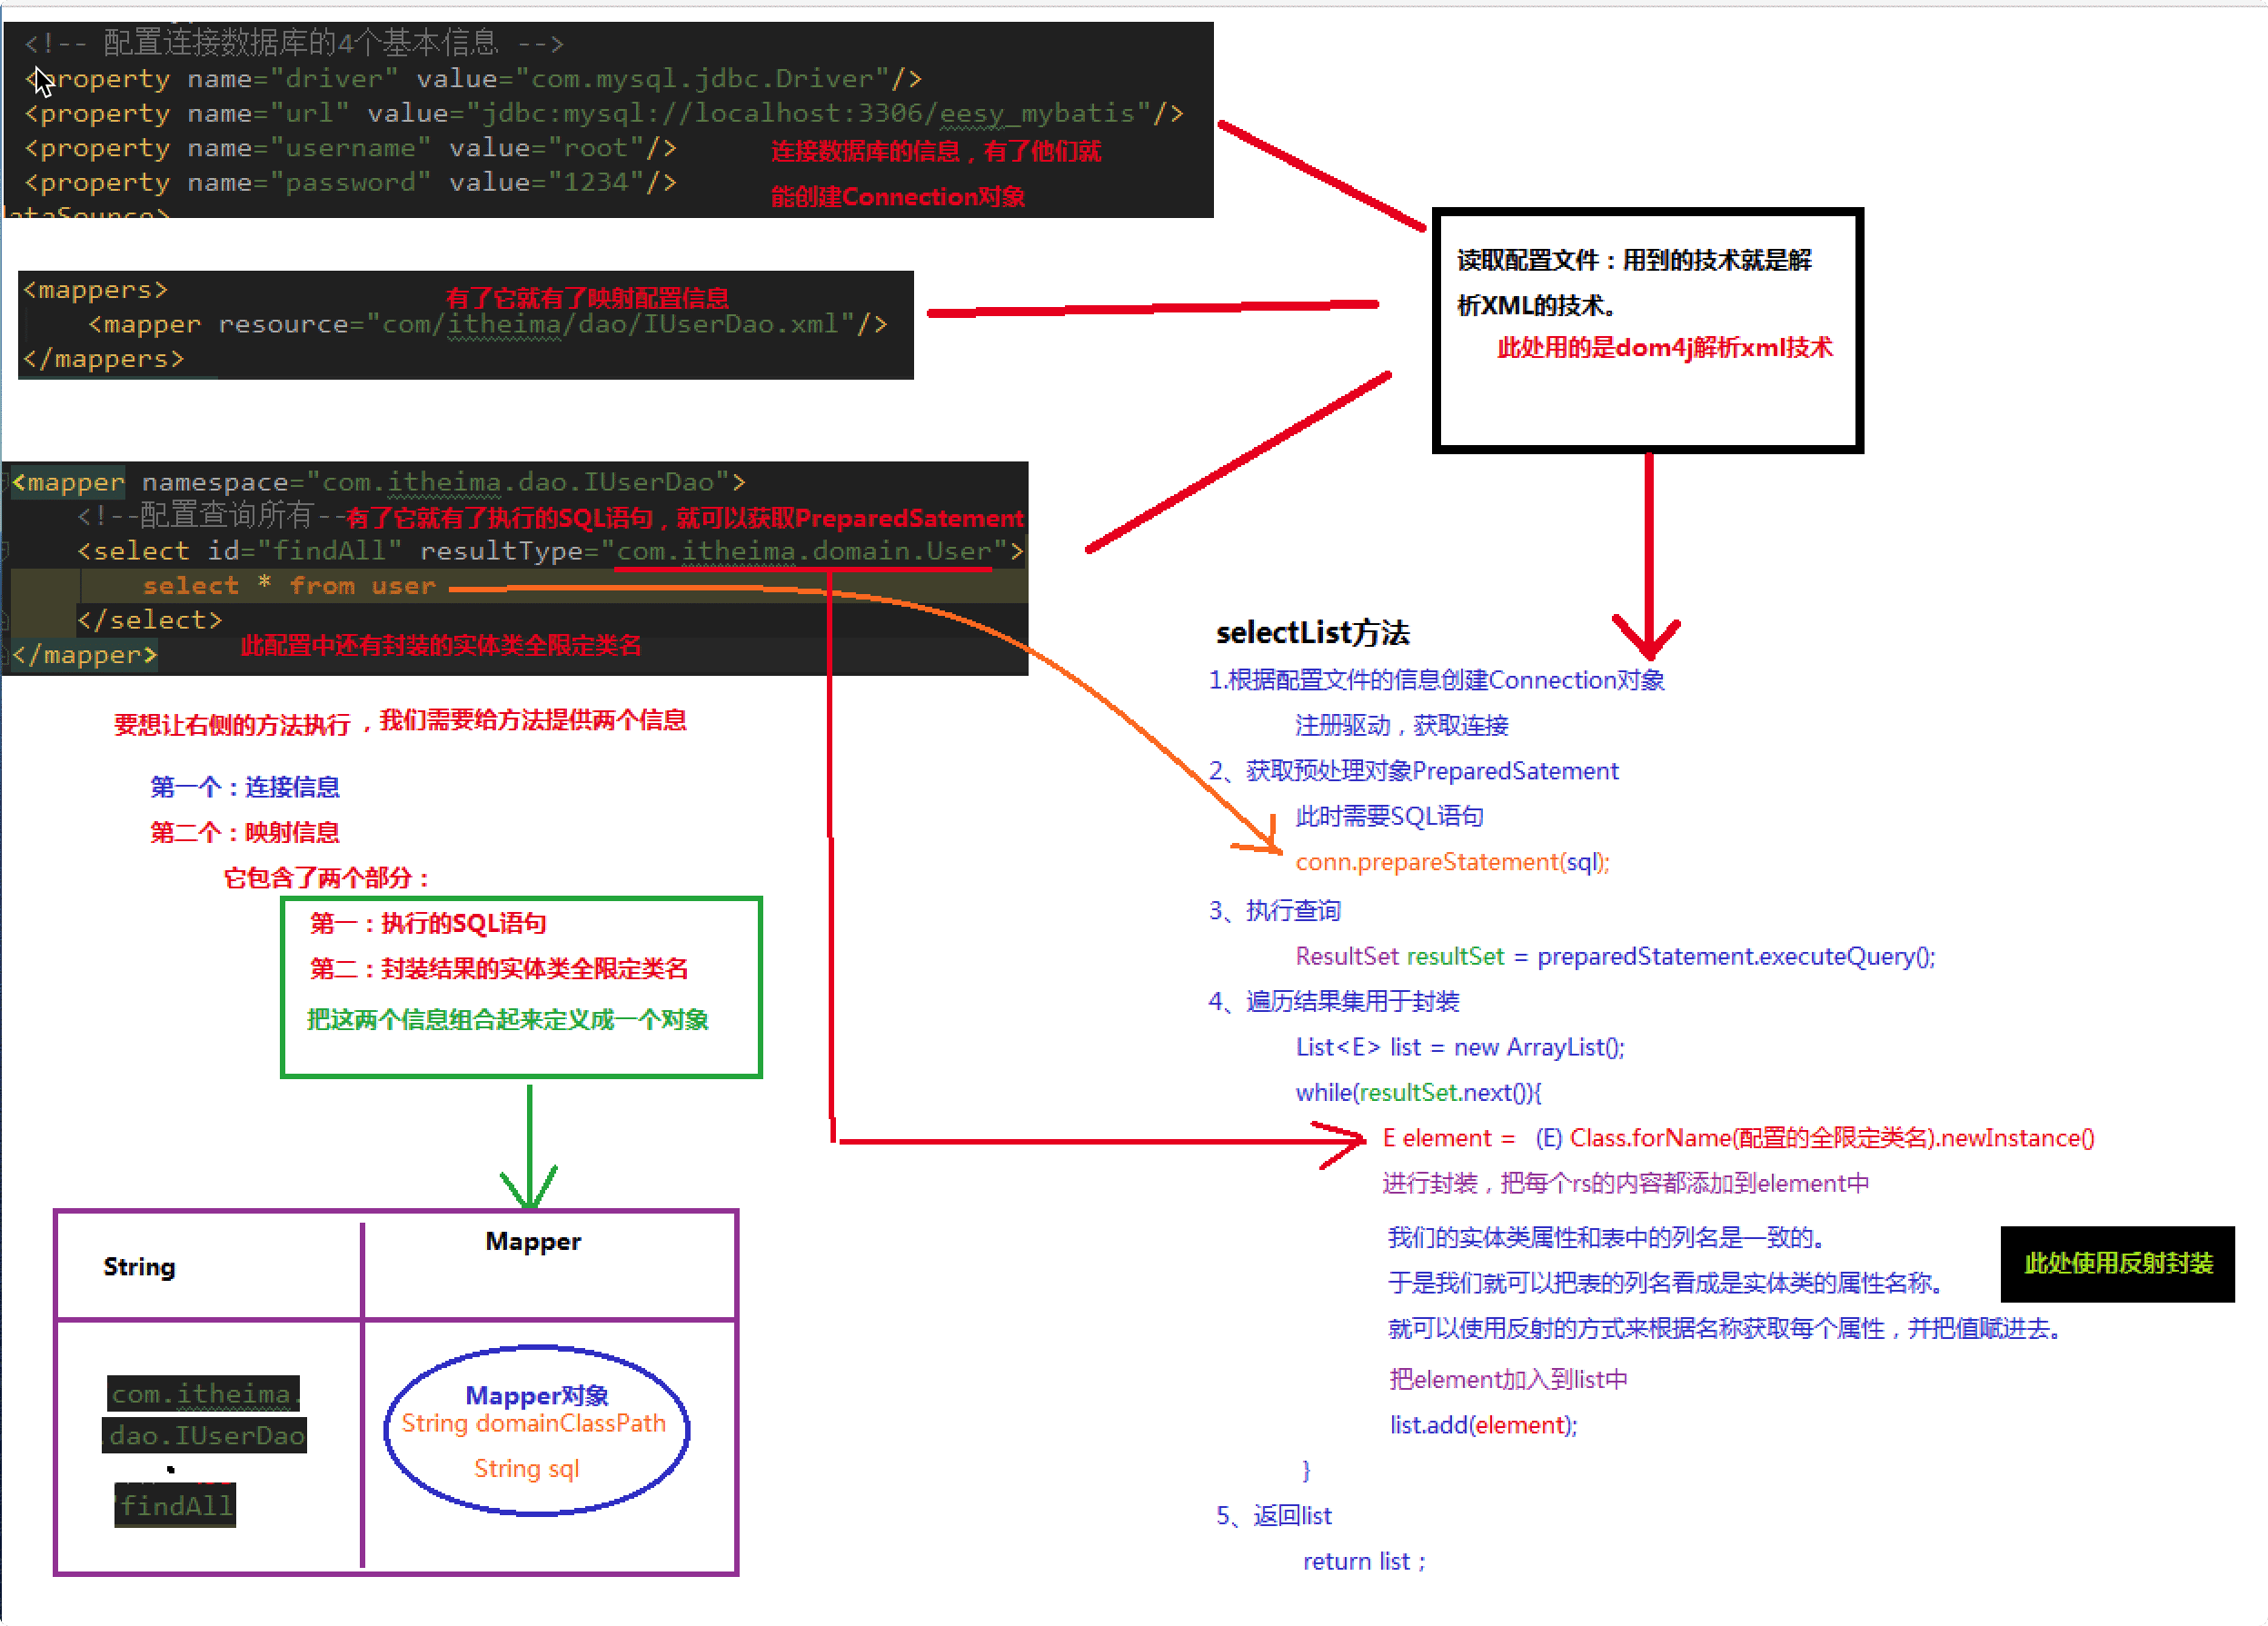 <!-- 配置连接数据库的4个基本信息 -->
<property name="driver" value="com.mysql.jdbc.Driver"/>
<property name="url" value="jdbc:mysql://localhost:3306/eesy_mybatis"/>
<property name="username" value="root"/>
<property name="password" value="1234"/>
连接数据库的信息，有了他们就
能创建Connection对象
dataSource>
<mappers>
有了它就有了映射配置信息
<mapper resource="com/itheima/dao/IUserDao.xml"/>
</mappers>
读取配置文件：用到的技术就是解
析XML的技术。
此处用的是dom4j解析xml技术
<mapper namespace="com.itheima.dao.IUserDao">
<!--配置查询所有--
有了它就有了执行的SQL语句，就可以获取PreparedSatement
<select id="findAll" resultType="com.itheima.domain.User">
select * from user
</select>
此配置中还有封装的实体类全限定类名
</mapper>
要想让右侧的方法执行，我们需要给方法提供两个信息
第一个：连接信息
第二个：映射信息
它包含了两个部分：
第一：执行的SQL语句
第二：封装结果的实体类全限定类名
把这两个信息组合起来定义成一个对象
String
Mapper
com.itheima.
.dao.IUserDao
.
"findAll
Mapper对象
String domainClassPath
String sql
selectList方法
1.根据配置文件的信息创建Connection对象
注册驱动，获取连接
2、获取预处理对象PreparedSatement
此时需要SQL语句
conn.prepareStatement(sql);
3、执行查询
ResultSet resultSet = preparedStatement.executeQuery();
4、遍历结果集用于封装
List<E> list = new ArrayList();
while(resultSet.next()){
E element = (E) Class.forName(配置的全限定类名).newInstance()
进行封装，把每个rs的内容都添加到element中
我们的实体类属性和表中的列名是一致的。
于是我们就可以把表的列名看成是实体类的属性名称。
就可以使用反射的方式来根据名称获取每个属性，并把值赋进去。
此处使用反射封装
把element加入到list中
list.add(element);
}
5、返回list
return list；